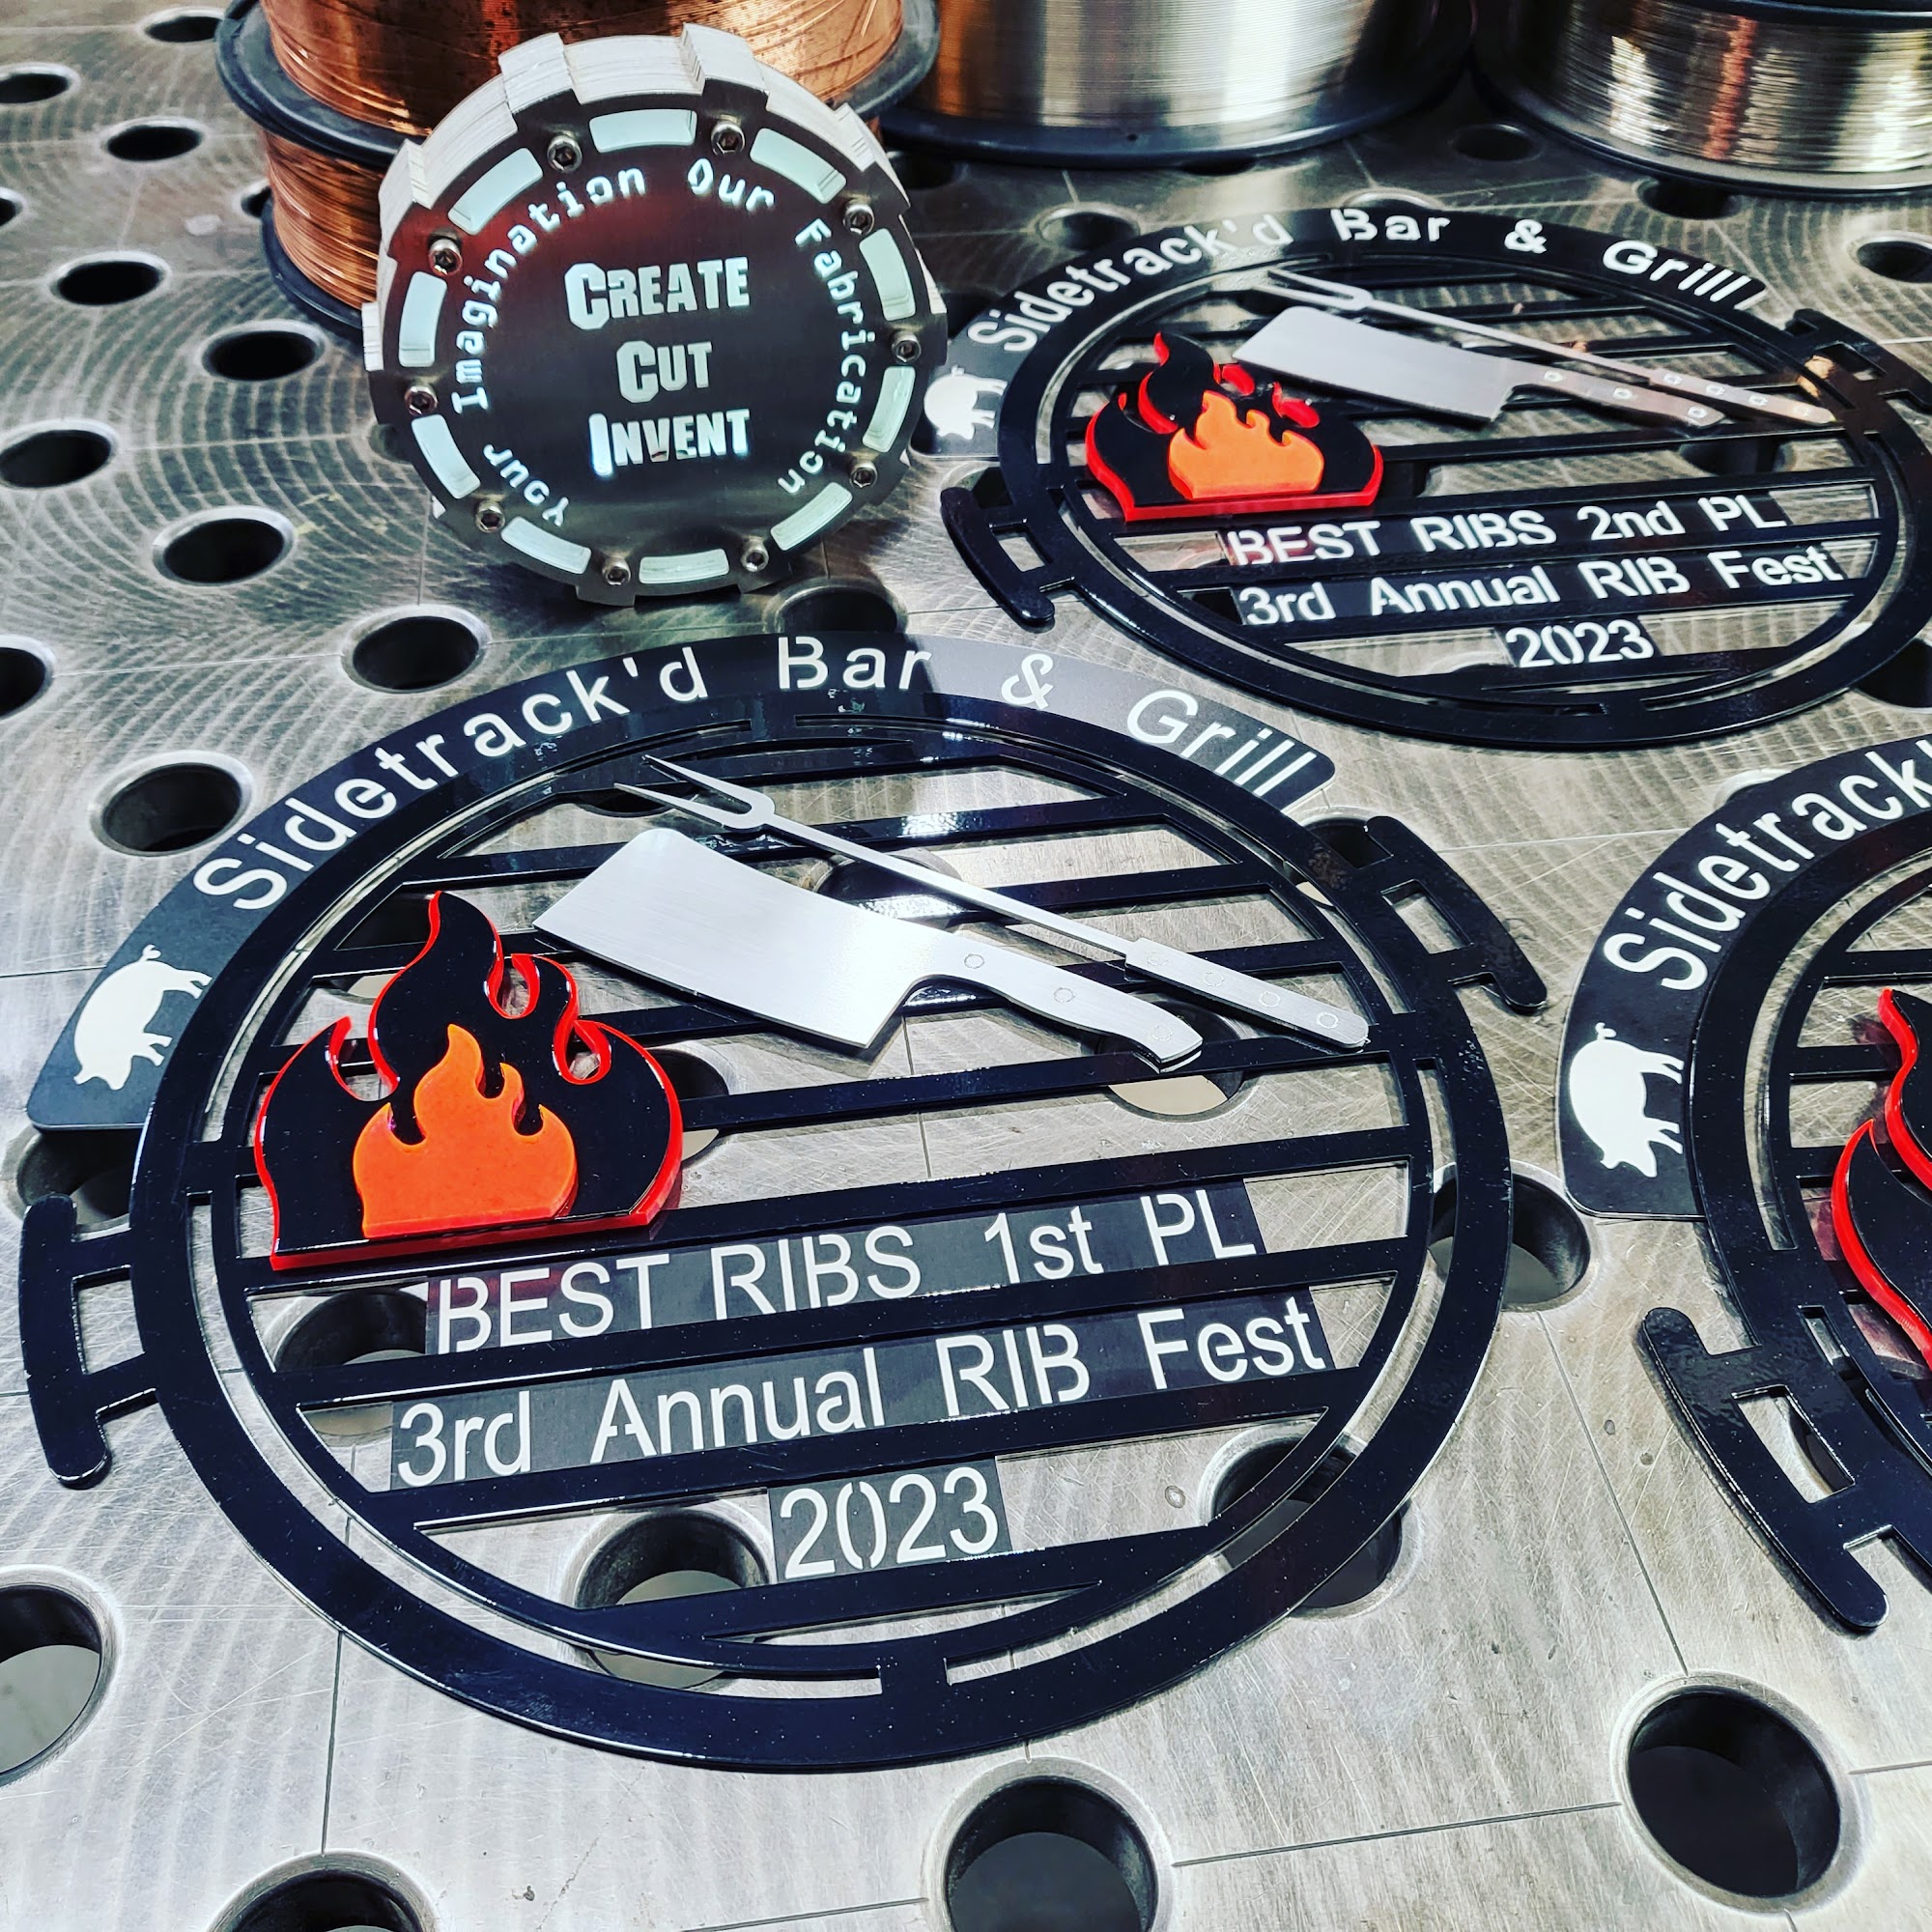 Your Imagination Our Fabrication
CREATE
CUT
INVENT
Sidetrack'd Bar & Grill
BEST RIBS 2nd PL
3rd Annual RIB Fest
2023
Sidetrack'd Bar & Grill
BEST RIBS 1st PL
3rd Annual RIB Fest
2023
Sidetrack'